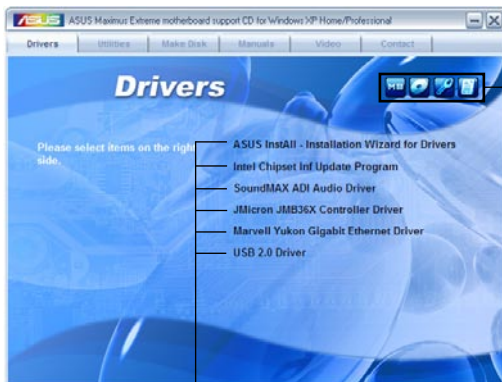 ASUS ASUS Maximus Extreme motherboard support CD for Windows XP Home/Professional
Drivers Utilities Make Disk Manuals Video Contact
Drivers
Please select items on the right side.
ASUS InstAll - Installation Wizard for Drivers
Intel Chipset Inf Update Program
SoundMAX ADI Audio Driver
JMicron JMB36X Controller Driver
Marvell Yukon Gigabit Ethernet Driver
USB 2.0 Driver